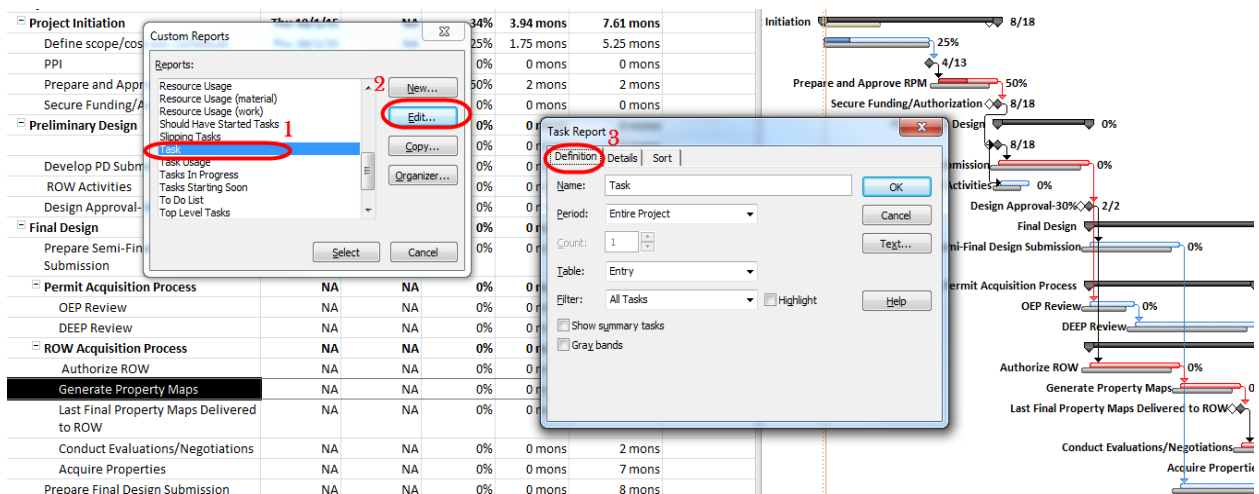 Project Initiation Thu 10/1/15 NA 34% 3.94 mons 7.61 mons
Define scope/cos 25% 1.75 mons 5.25 mons
PPI 0% 0 mons 0 mons
Prepare and Appr 50% 2 mons 2 mons
Secure Funding/A 0% 0 mons 0 mons
Preliminary Design 0%
0%
Develop PD Subm 0%
ROW Activities 0%
Design Approval- 0%
Final Design 0%
Prepare Semi-Fin 0%
Submission
Permit Acquisition Process NA NA 0%
OEP Review NA NA 0%
DEEP Review NA NA 0%
ROW Acquisition Process NA NA 0%
Authorize ROW NA NA 0%
Generate Property Maps NA NA 0%
Last Final Property Maps Delivered NA NA 0%
to ROW
Conduct Evaluations/Negotiations NA NA 0% 0 mons 2 mons
Acquire Properties NA NA 0% 0 mons 7 mons
Prepare Final Design Submission NA NA 0% 0 mons 8 mons
Custom Reports
Reports:
Resource Usage
Resource Usage (material)
Resource Usage (work)
Should Have Started Tasks
Slipping Tasks
1
Task
Task Usage
Tasks In Progress
Tasks Starting Soon
To Do List
Top Level Tasks
2
New...
Edit...
Copy...
Organizer...
Select Cancel
Task Report
3
Definition Details Sort
Name: Task
Period: Entire Project
Count: 1
Table: Entry
Filter: All Tasks Highlight
Show summary tasks
Gray bands
OK
Cancel
Text...
Help
Initiation 8/18
25%
4/13
Prepare and Approve RPM 50%
Secure Funding/Authorization 8/18
Design 0%
8/18
mission 0%
Activities 0%
Design Approval-30% 2/2
Final Design
mi-Final Design Submission 0%
ermit Acquisition Process
OEP Review 0%
DEEP Review
Authorize ROW 0%
Generate Property Maps 0
Last Final Property Maps Delivered to ROW
Conduct Evaluations/Negotiations
Acquire Propertie